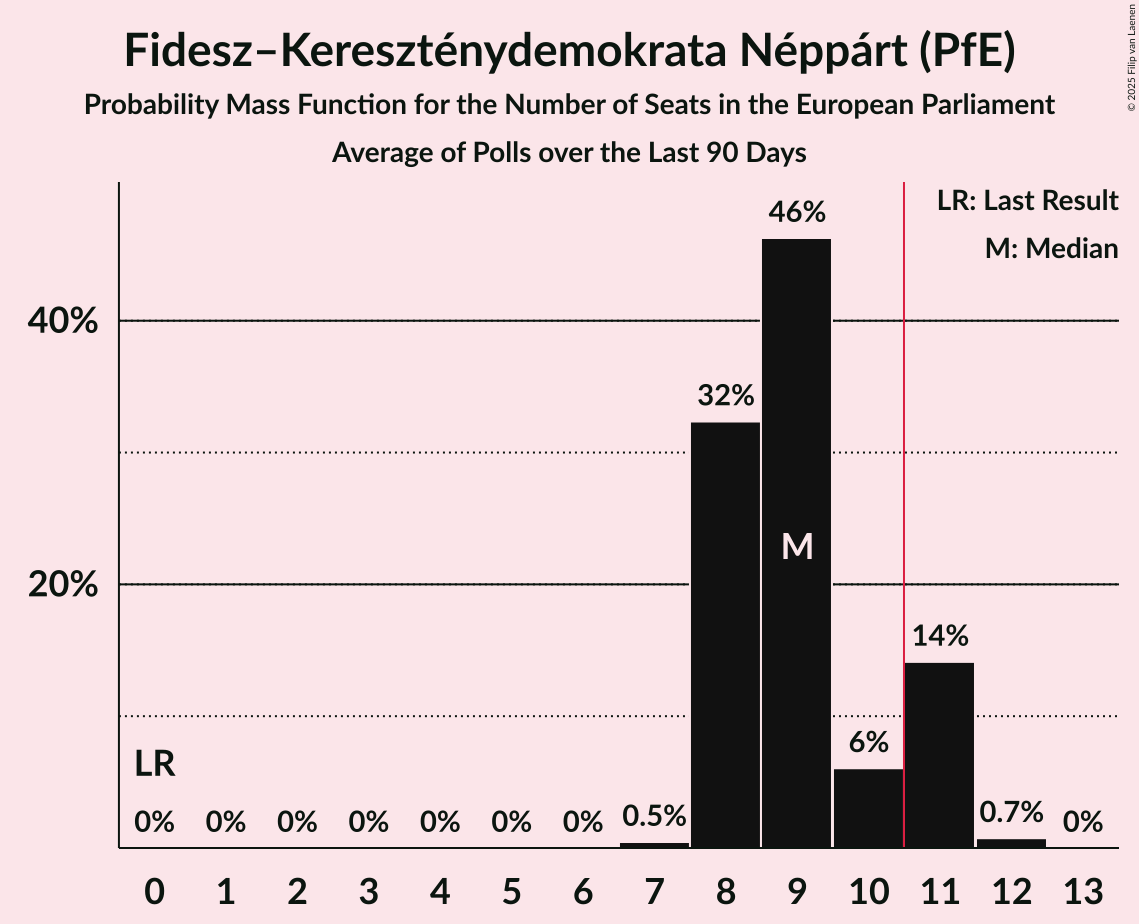 Fidesz–Kereszténydemokrata Néppárt (PfE)
Probability Mass Function for the Number of Seats in the European Parliament
Average of Polls over the Last 90 Days
© 2025 Filip van Laenen
LR: Last Result
M: Median
46%
40%
32%
M
20%
14%
6%
LR
0% 0% 0% 0% 0% 0% 0% 0.5% 0.7% 0%
0 1 2 3 4 5 6 7 8 9 10 11 12 13